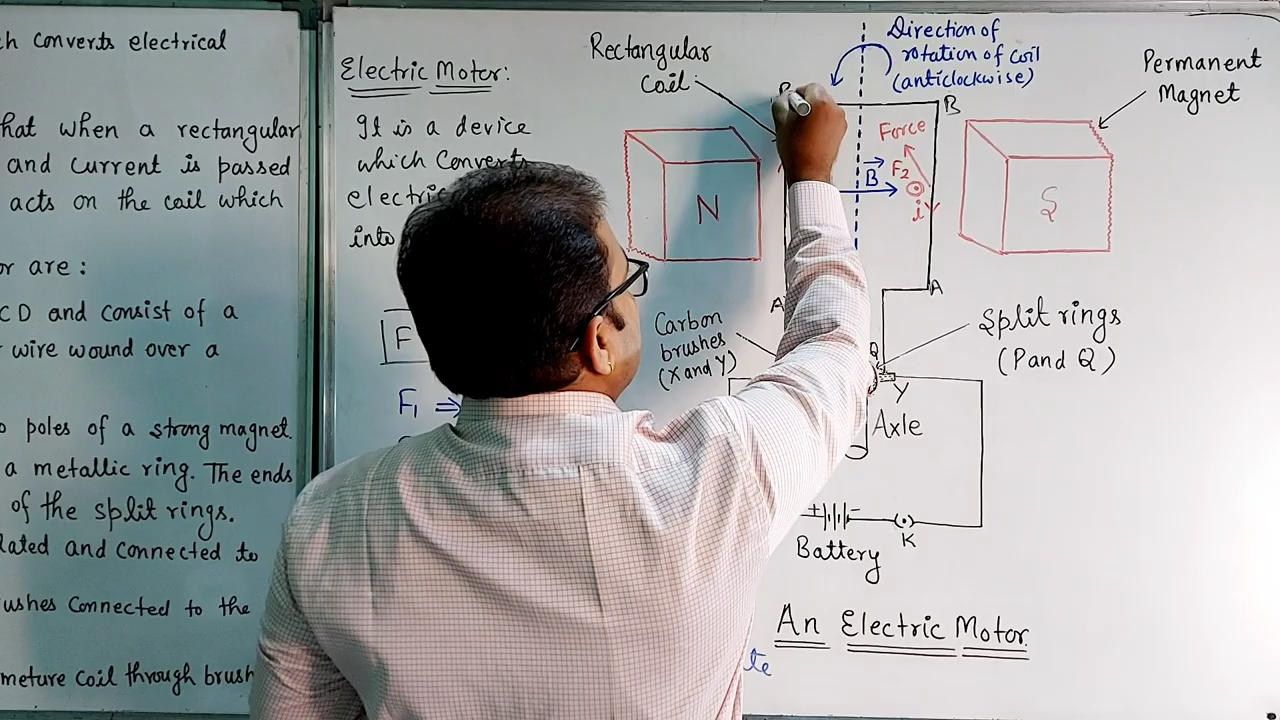 ch converts electrical
hat when a rectangular
and current is passed
acts on the coil which
or are :
CD and consist of a
wire wound over a
o poles of a strong magnet.
a metallic ring. The ends
of the split rings.
lated and connected to
ushes connected to the
meture coil through brush
Electric Motor:
It is a device
which converts
electric
into
F
F₁ ⇒
Rectangular
coil
Direction of
rotation of coil
(anticlockwise)
Permanent
Magnet
B
B
Force
F₂
B
i
N
S
A
A
Carbon
brushes
(X and Y)
Split rings
(P and Q)
Q
Y
Axle
+ -
K
Battery
An Electric Motor
te